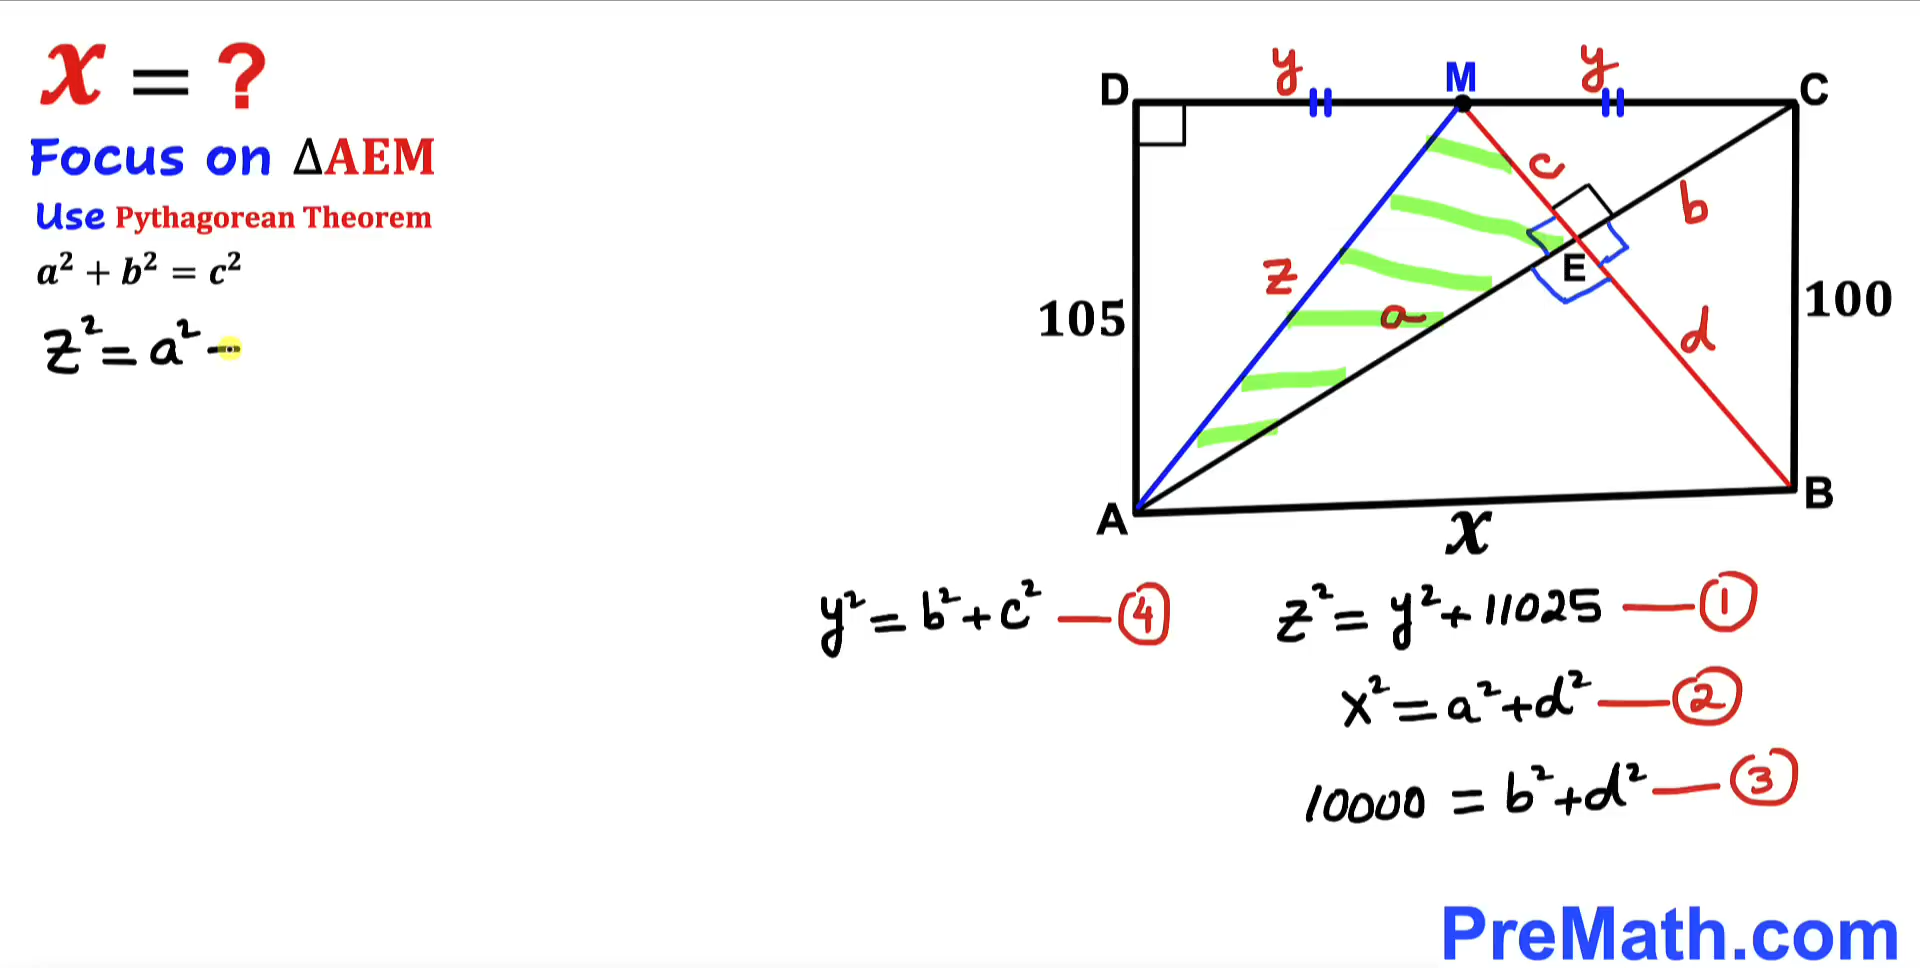 x = ?
Focus on ΔAEM
Use Pythagorean Theorem
a² + b² = c²
z² = a² -
D y M y C
c b
z E
105 a d 100
A x B
y² = b² + c² — ④
z² = y² + 11025 — ①
x² = a² + d² — ②
10000 = b² + d² — ③
PreMath.com